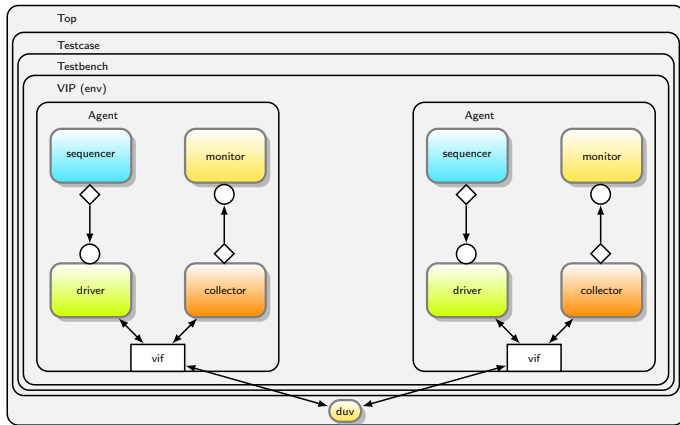 Top
Testcase
Testbench
VIP (env)
Agent
Agent
sequencer
monitor
sequencer
monitor
driver
collector
driver
collector
vif
vif
duv